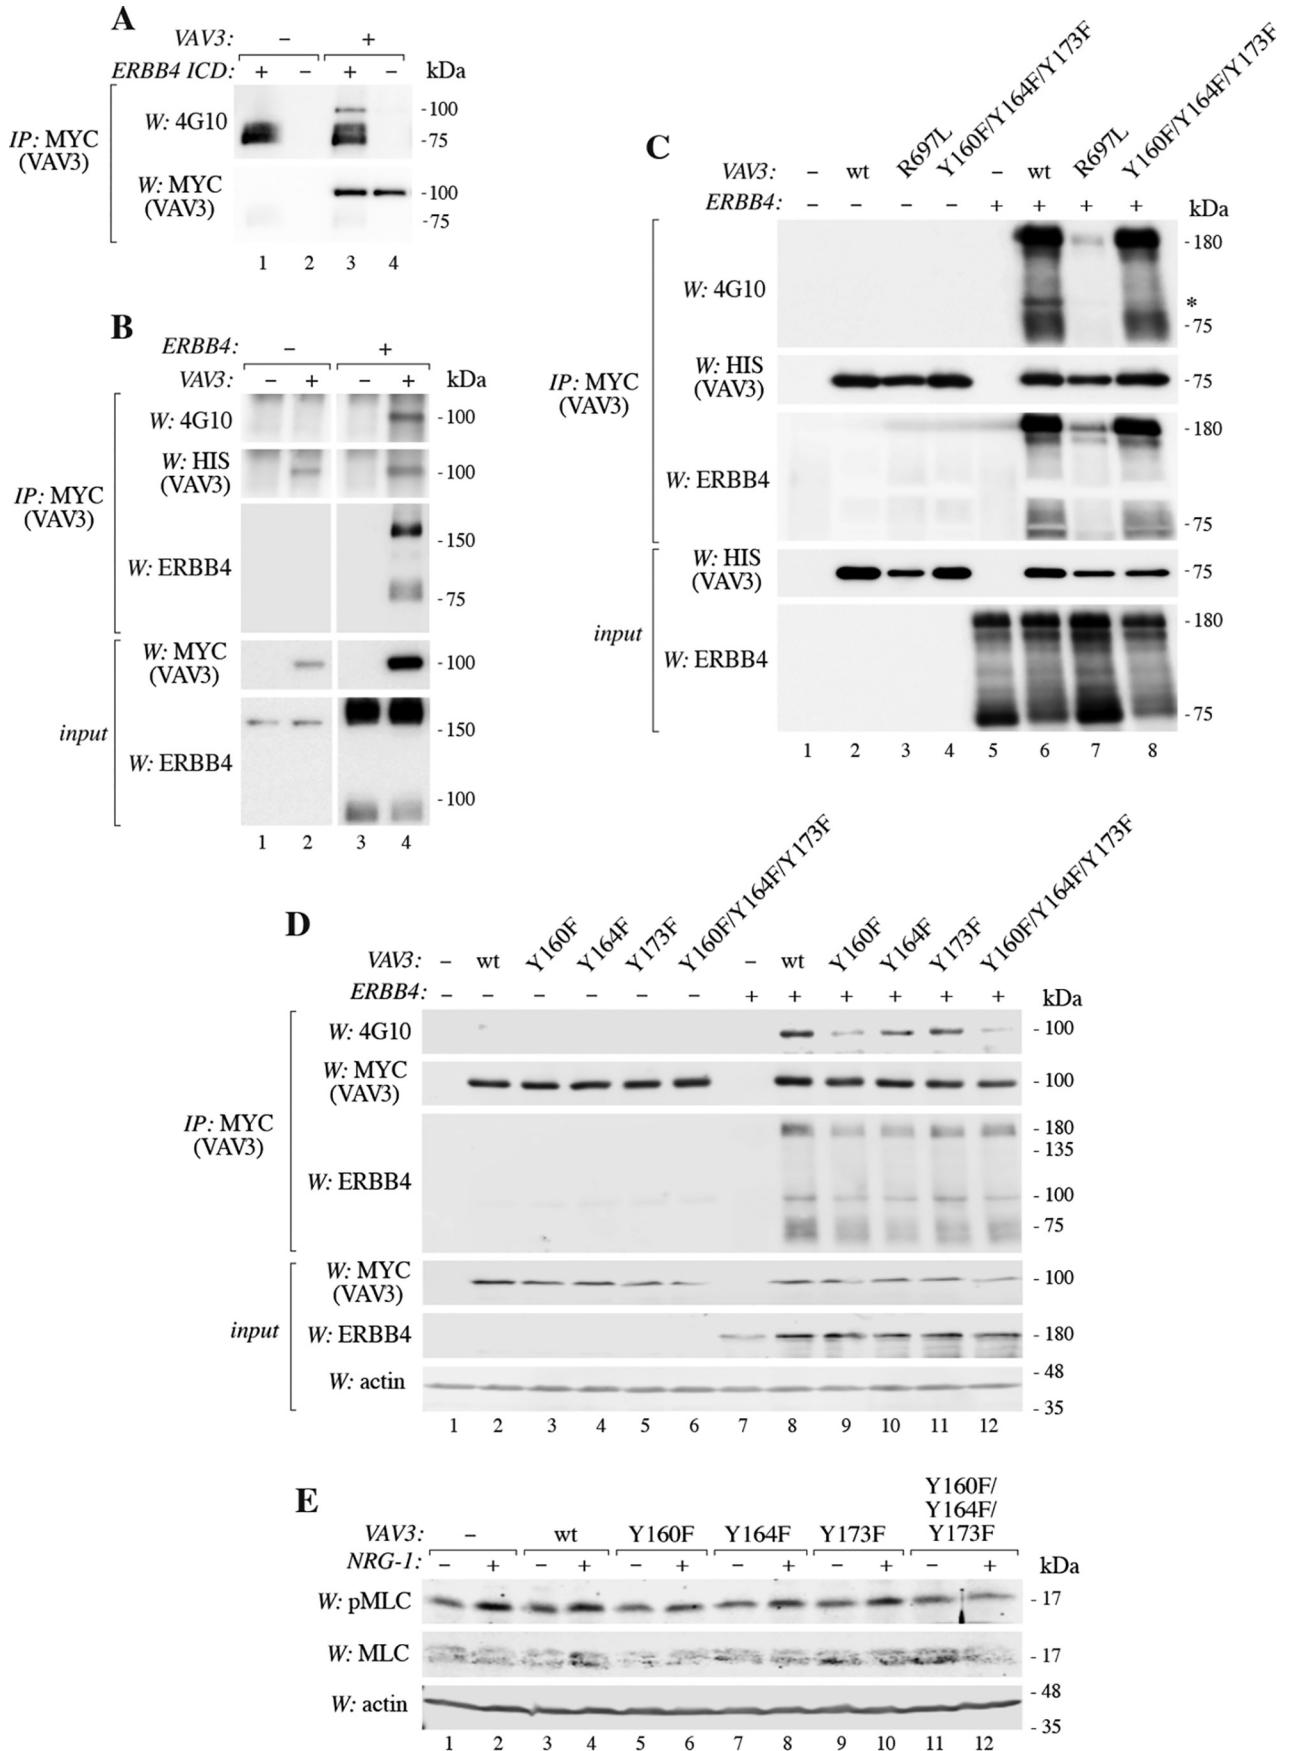 A
VAV3: – +
ERBB4 ICD: + – + – kDa
IP: MYC
(VAV3)
W: 4G10
-100
-75
W: MYC
(VAV3)
-100
-75
1 2 3 4
B
ERBB4: – +
VAV3: – + – + kDa
IP: MYC
(VAV3)
W: 4G10
-100
W: HIS
(VAV3)
-100
W: ERBB4
-150
-75
input
W: MYC
(VAV3)
-100
W: ERBB4
-150
-100
1 2 3 4
C
VAV3: – wt R697L Y160F/Y164F/Y173F – wt R697L Y160F/Y164F/Y173F
ERBB4: – – – – + + + + kDa
IP: MYC
(VAV3)
W: 4G10
-180
*
-75
W: HIS
(VAV3)
-75
W: ERBB4
-180
-75
input
W: HIS
(VAV3)
-75
W: ERBB4
-180
-75
1 2 3 4 5 6 7 8
D
VAV3: – wt Y160F Y164F Y173F Y160F/Y164F/Y173F – wt Y160F Y164F Y173F Y160F/Y164F/Y173F
ERBB4: – – – – – – + + + + + + kDa
IP: MYC
(VAV3)
W: 4G10
- 100
W: MYC
(VAV3)
- 100
W: ERBB4
- 180
- 135
- 100
- 75
input
W: MYC
(VAV3)
- 100
W: ERBB4
- 180
W: actin
- 48
- 35
1 2 3 4 5 6 7 8 9 10 11 12
E
Y160F/
Y164F/
VAV3: – wt Y160F Y164F Y173F Y173F
NRG-1: – + – + – + – + – + – + kDa
W: pMLC
- 17
W: MLC
- 17
W: actin
- 48
- 35
1 2 3 4 5 6 7 8 9 10 11 12